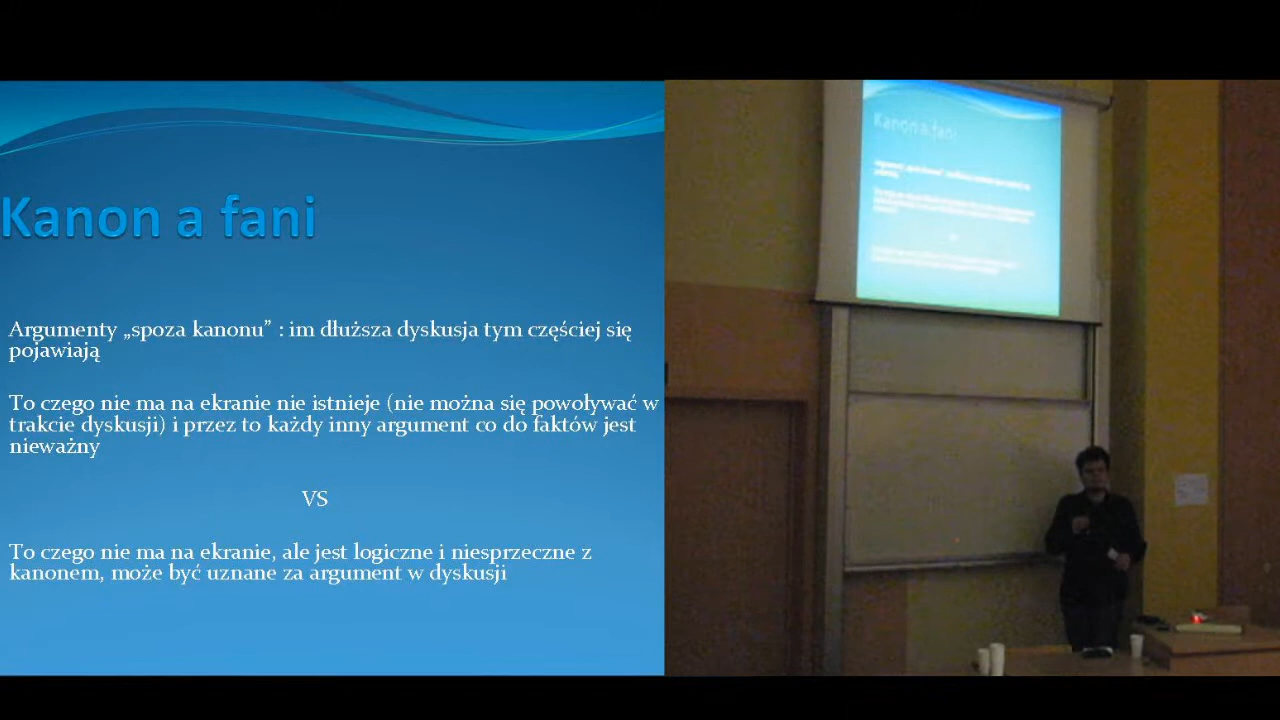 Kanon a fani
Argumenty „spoza kanonu” : im dłuższa dyskusja tym częściej się
pojawiają
To czego nie ma na ekranie nie istnieje (nie można się powoływać w
trakcie dyskusji) i przez to każdy inny argument co do faktów jest
nieważny
VS
To czego nie ma na ekranie, ale jest logiczne i niesprzeczne z
kanonem, może być uznane za argument w dyskusji
Kanon a fani